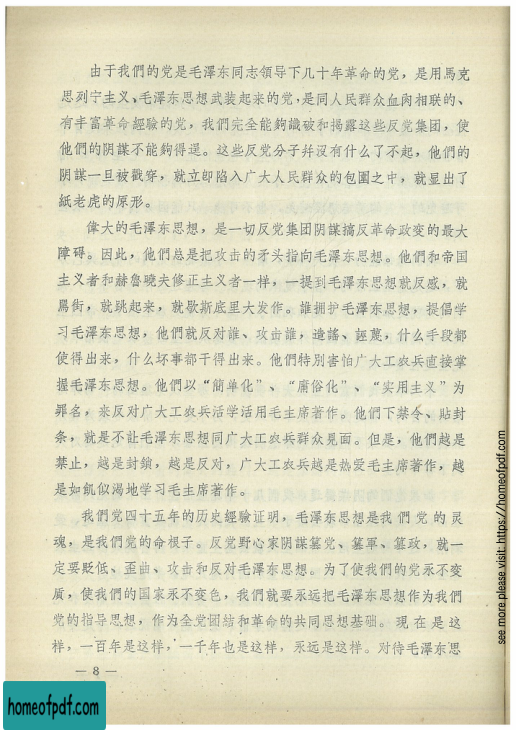 由于我們的党是毛澤东同志領导下几十年革命的党，是用馬克
思列宁主义、毛澤东思想武装起来的党，是同人民群众血肉相联的、
有丰富革命經驗的党，我們完全能夠識破和揭露这些反党集团，使
他們的阴謀不能夠得逞。这些反党分子幷沒有什么了不起，他們的
阴謀一旦被戳穿，就立即陷入广大人民群众的包圍之中，就显出了
紙老虎的原形。
偉大的毛澤东思想，是一切反党集团阴謀搞反革命政变的最大
障碍。因此，他們总是把攻击的矛头指向毛澤东思想。他們和帝国
主义者和赫魯曉夫修正主义者一样，一提到毛澤东思想就反感，就
罵街，就跳起来，就歇斯底里大发作。誰拥护毛澤东思想，提倡学
习毛澤东思想，他們就反对誰、攻击誰，造謠、誣蔑，什么手段都
使得出来，什么坏事都干得出来。他們特別害怕广大工农兵直接掌
握毛澤东思想。他們以“簡单化”、“庸俗化”、“实用主义”为
罪名，来反对广大工农兵活学活用毛主席著作。他們下禁令、貼封
条，就是不让毛澤东思想同广大工农兵群众見面。但是，他們越是
禁止，越是封鎖，越是反对，广大工农兵越是热爱毛主席著作，越
是如飢似渴地学习毛主席著作。
我們党四十五年的历史經驗証明，毛澤东思想是我們党的灵
魂，是我們党的命根子。反党野心家阴謀篡党、篡軍、篡政，就一
定要貶低、歪曲、攻击和反对毛澤东思想。为了使我們的党永不变
質，使我們的国家永不变色，我們就要永远把毛澤东思想作为我們
党的指导思想，作为全党团結和革命的共同思想基础。现在是这
样，一百年是这样，一千年也是这样，永远是这样。对待毛澤东思
— 8 —
see more please visit: https://homeofpdf.com
homeofpdf.com